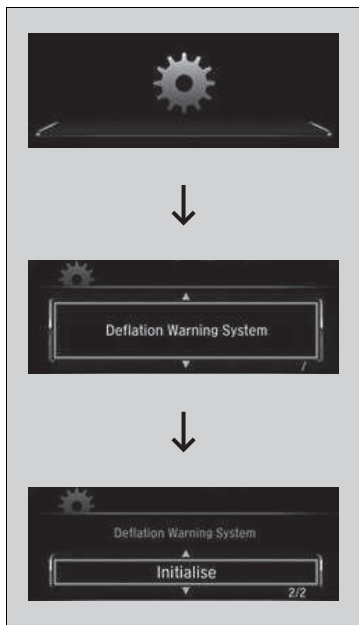 Deflation Warning System
/
Deflation Warning System
Initialise
2/2